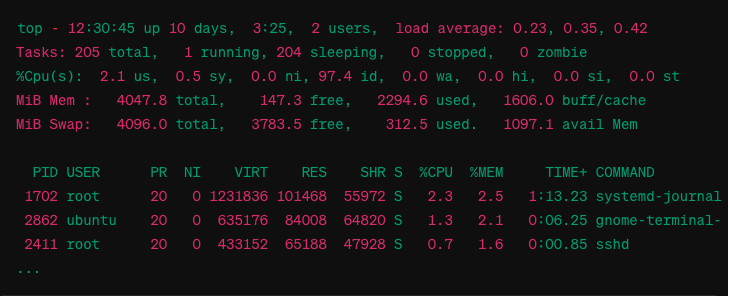 top - 12:30:45 up 10 days,  3:25,  2 users,  load average: 0.23, 0.35, 0.42
Tasks: 205 total,   1 running, 204 sleeping,   0 stopped,   0 zombie
%Cpu(s):  2.1 us,  0.5 sy,  0.0 ni, 97.4 id,  0.0 wa,  0.0 hi,  0.0 si,  0.0 st
MiB Mem :   4047.8 total,    147.3 free,   2294.6 used,   1606.0 buff/cache
MiB Swap:   4096.0 total,   3783.5 free,    312.5 used.   1097.1 avail Mem
  PID USER      PR  NI    VIRT    RES    SHR S  %CPU  %MEM     TIME+ COMMAND
 1702 root      20   0 1231836 101468  55972 S   2.3   2.5   1:13.23 systemd-journal
 2862 ubuntu    20   0  635176  84008  64820 S   1.3   2.1   0:06.25 gnome-terminal-
 2411 root      20   0  433152  65188  47928 S   0.7   1.6   0:00.85 sshd
...